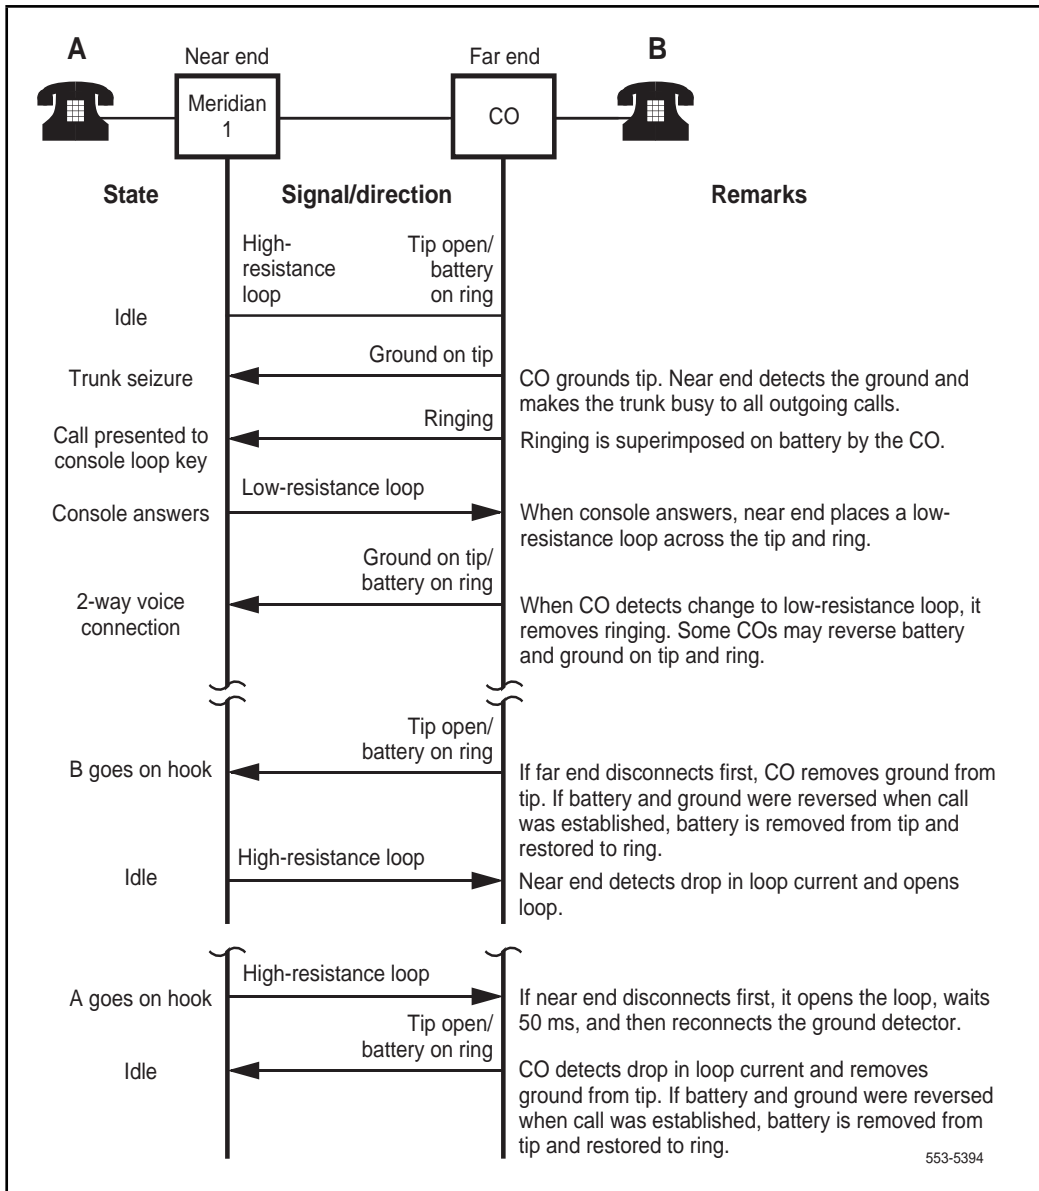 A
Near end
Far end
B
Meridian
1
CO
State
Signal/direction
Remarks
High-
resistance
loop
Tip open/
battery
on ring
Idle
Ground on tip
Trunk seizure
CO grounds tip. Near end detects the ground and
makes the trunk busy to all outgoing calls.
Ringing
Call presented to
console loop key
Ringing is superimposed on battery by the CO.
Low-resistance loop
Console answers
When console answers, near end places a low-
resistance loop across the tip and ring.
Ground on tip/
battery on ring
2-way voice
connection
When CO detects change to low-resistance loop, it
removes ringing. Some COs may reverse battery
and ground on tip and ring.
Tip open/
battery on ring
B goes on hook
If far end disconnects first, CO removes ground from
tip. If battery and ground were reversed when call
was established, battery is removed from tip and
restored to ring.
High-resistance loop
Idle
Near end detects drop in loop current and opens
loop.
High-resistance loop
A goes on hook
If near end disconnects first, it opens the loop, waits
50 ms, and then reconnects the ground detector.
Tip open/
battery on ring
Idle
CO detects drop in loop current and removes
ground from tip. If battery and ground were reversed
when call was established, battery is removed from
tip and restored to ring.
553-5394